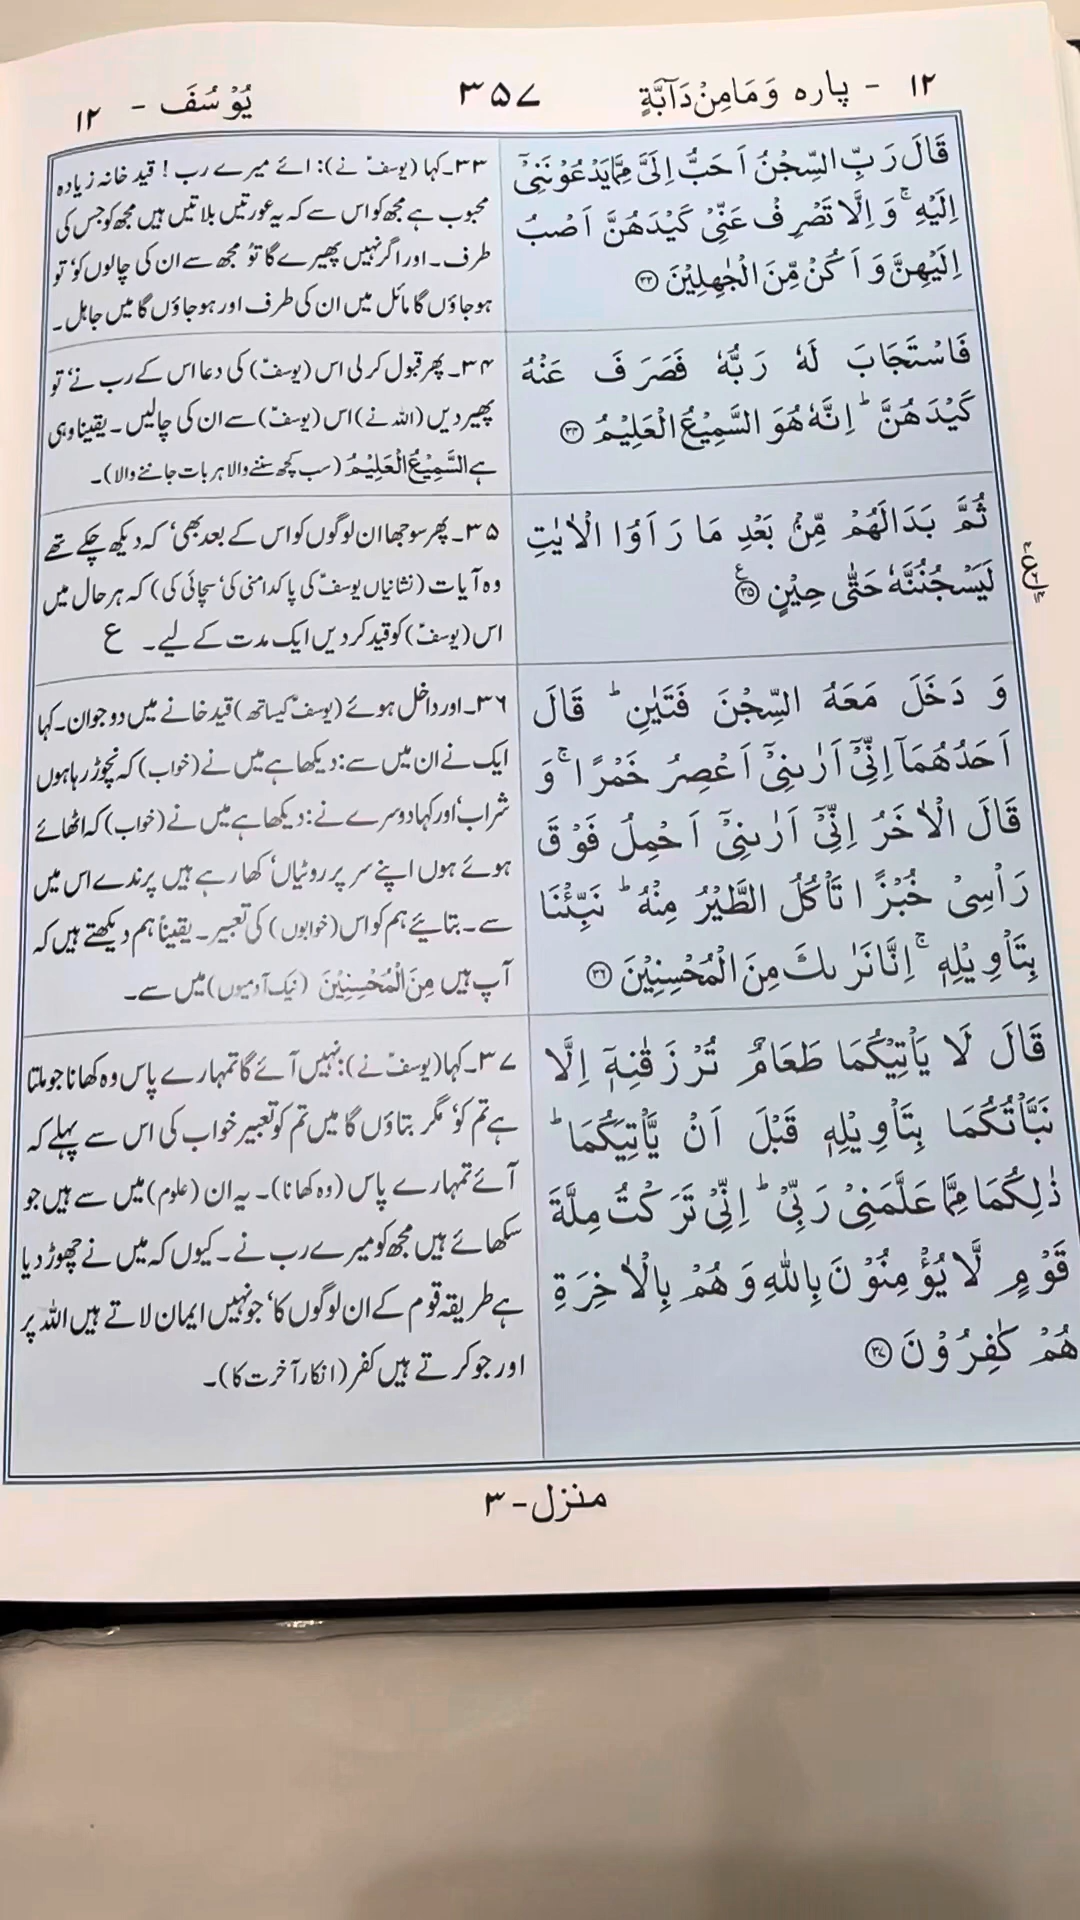 ۱۲ - پارہ وَمَامِنْ دَآبَّةٍ ۳۵۷ يُوْسُفَ - ۱۲
قَالَ رَبِّ السِّجْنُ اَحَبُّ اِلَىَّ مِمَّا يَدْعُوْنَنِىْٓ
اِلَيْهِ ۚ وَ اِلَّا تَصْرِفْ عَنِّىْ كَيْدَهُنَّ اَصْبُ
اِلَيْهِنَّ وَ اَكُنْ مِّنَ الْجٰهِلِيْنَ ۳۳
۳۳۔ کہا (یوسفؑ نے): ائے میرے رب! قید خانہ زیادہ
محبوب ہے مجھ کو اس سے کہ یہ عورتیں بلاتیں ہیں مجھ کو جس کی
طرف۔ اور اگر نہیں پھیرے گا تو مجھ سے ان کی چالوں کو‘ تو
ہو جاؤں گا مائل میں ان کی طرف اور ہو جاؤں گا میں جاہل۔
فَاسْتَجَابَ لَهٗ رَبُّهٗ فَصَرَفَ عَنْهُ
كَيْدَهُنَّ ؕ اِنَّهٗ هُوَ السَّمِيْعُ الْعَلِيْمُ ۳۴
۳۴۔ پھر قبول کر لی اس (یوسفؑ) کی دعا اس کے رب نے‘ تو
پھیر دیں (اللہ نے) اس (یوسفؑ) سے ان کی چالیں۔ یقینا وہی
ہے السَّمِیْعُ الْعَلِیْمُ (سب کچھ سننے والا ہر بات جاننے والا)۔
ثُمَّ بَدَا لَهُمْ مِّنْۢ بَعْدِ مَا رَاَوُا الْاٰيٰتِ
لَيَسْجُنُنَّهٗ حَتّٰى حِيْنٍ ۳۵ ع
۳۵۔ پھر سوجھا ان لوگوں کو اس کے بعد بھی‘ کہ دیکھ چکے تھے
وہ آیات (نشانیاں یوسفؑ کی پاکدامنی کی‘ سچائی کی) کہ ہر حال میں
اس (یوسفؑ) کو قید کر دیں ایک مدت کے لیے۔ ع
وَ دَخَلَ مَعَهُ السِّجْنَ فَتَيٰنِ ؕ قَالَ
اَحَدُهُمَاۤ اِنِّىْۤ اَرٰىنِىْۤ اَعْصِرُ خَمْرًا ۚ وَ
قَالَ الْاٰخَرُ اِنِّىْۤ اَرٰىنِىْۤ اَحْمِلُ فَوْقَ
رَاْسِىْ خُبْزًا تَاْكُلُ الطَّيْرُ مِنْهُ ؕ نَبِّئْنَا
بِتَاْوِيْلِهٖ ۚ اِنَّا نَرٰىكَ مِنَ الْمُحْسِنِيْنَ ۳۶
۳۶۔ اور داخل ہوئے (یوسفؑ کیساتھ) قید خانے میں دو جوان۔ کہا
ایک نے ان میں سے: دیکھا ہے میں نے (خواب) کہ نچوڑ رہا ہوں
شراب‘ اور کہا دوسرے نے: دیکھا ہے میں نے (خواب) کہ اٹھائے
ہوئے ہوں اپنے سر پر روٹیاں‘ کھا رہے ہیں پرندے اس میں
سے۔ بتایئے ہم کو اس (خوابوں) کی تعبیر۔ یقیناً ہم دیکھتے ہیں کہ
آپ ہیں مِنَ الْمُحْسِنِیْنَ (نیک آدمیوں) میں سے۔
قَالَ لَا يَاْتِيْكُمَا طَعَامٌ تُرْزَقٰنِهٖۤ اِلَّا
نَبَّاْتُكُمَا بِتَاْوِيْلِهٖ قَبْلَ اَنْ يَّاْتِيَكُمَا ؕ
ذٰلِكُمَا مِمَّا عَلَّمَنِىْ رَبِّىْ ؕ اِنِّىْ تَرَكْتُ مِلَّةَ
قَوْمٍ لَّا يُؤْمِنُوْنَ بِاللّٰهِ وَ هُمْ بِالْاٰخِرَةِ
هُمْ كٰفِرُوْنَ ۳۷
۳۷۔ کہا (یوسفؑ نے): نہیں آئے گا تمہارے پاس وہ کھانا جو ملتا
ہے تم کو‘ مگر بتاؤں گا میں تم کو تعبیر خواب کی اس سے پہلے کہ
آئے تمہارے پاس (وہ کھانا)۔ یہ ان (علوم) میں سے ہیں جو
سکھائے ہیں مجھ کو میرے رب نے۔ کیوں کہ میں نے چھوڑ دیا
ہے طریقہ قوم کے ان لوگوں کا‘ جو نہیں ایمان لاتے ہیں اللہ پر
اور جو کرتے ہیں کفر (انکار آخرت کا)۔
منزل - ۳